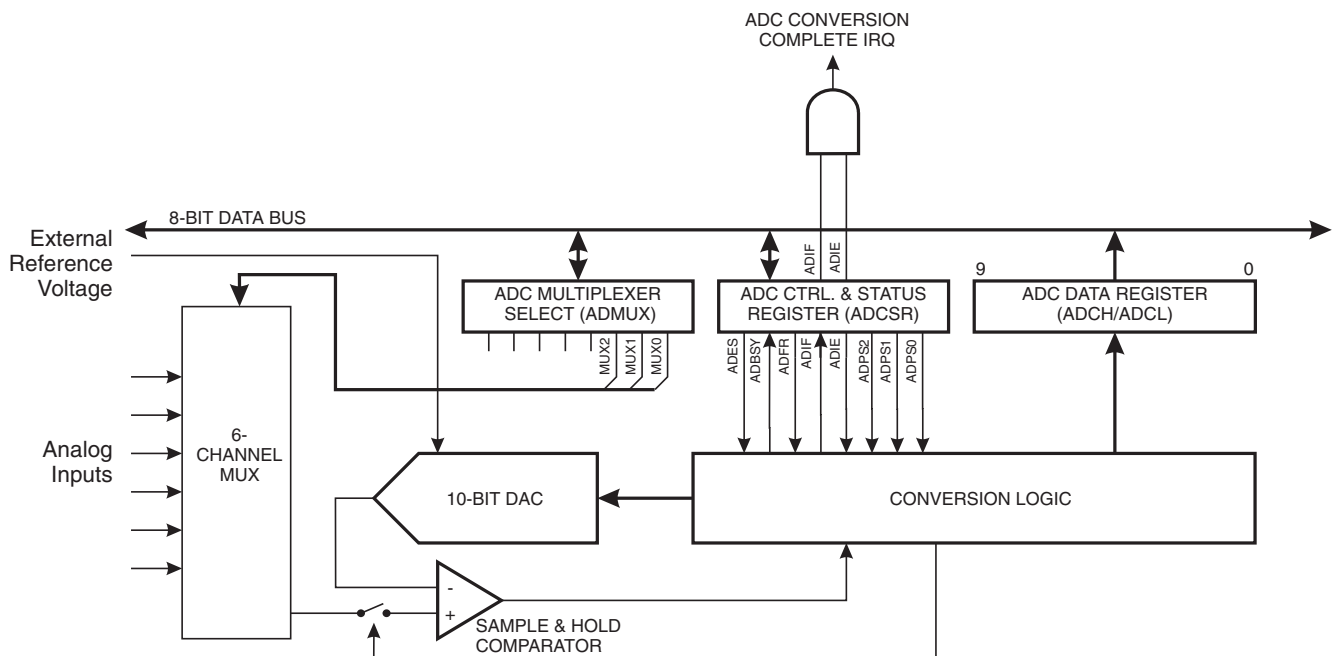 ADC CONVERSION
COMPLETE IRQ
8-BIT DATA BUS
External
Reference
Voltage
ADIF
ADIE
9
0
ADC MULTIPLEXER
SELECT (ADMUX)
ADC CTRL. & STATUS
REGISTER (ADCSR)
ADC DATA REGISTER
(ADCH/ADCL)
MUX2
MUX1
MUX0
ADES
ADBSY
ADFR
ADIF
ADIE
ADPS2
ADPS1
ADPS0
Analog
Inputs
6-
CHANNEL
MUX
10-BIT DAC
CONVERSION LOGIC
-
+
SAMPLE & HOLD
COMPARATOR